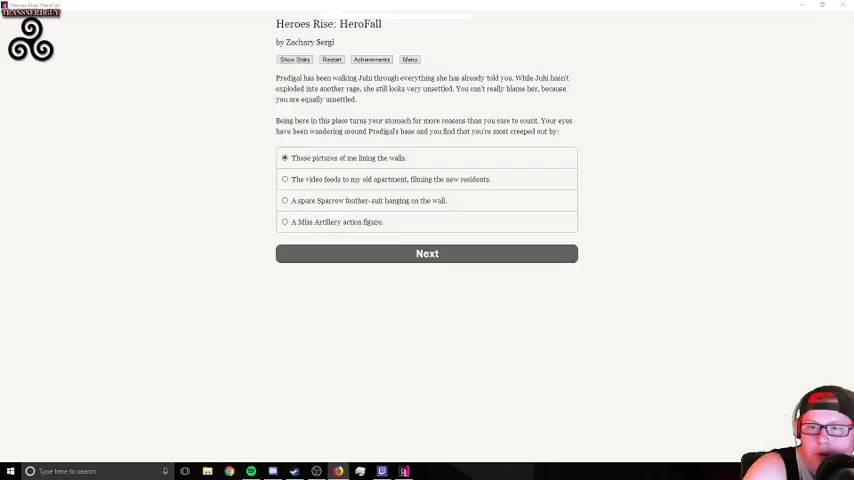 Heroes Rise: HeroFall
TRANSNERDGUY
Heroes Rise: HeroFall
by Zachary Sergi
Show Stats Restart Achievements Menu
Prodigal has been walking Juhi through everything she has already told you. While Juhi hasn't
exploded into another rage, she still looks very unsettled. You can't really blame her, because
you are equally unsettled.
Being here in this place turns your stomach for more reasons than you care to count. Your eyes
have been wandering around Prodigal's base and you find that you're most creeped out by:
Those pictures of me lining the walls.
The video feeds to my old apartment, filming the new residents.
A spare Sparrow feather-suit hanging on the wall.
A Miss Artillery action figure.
Next
Type here to search